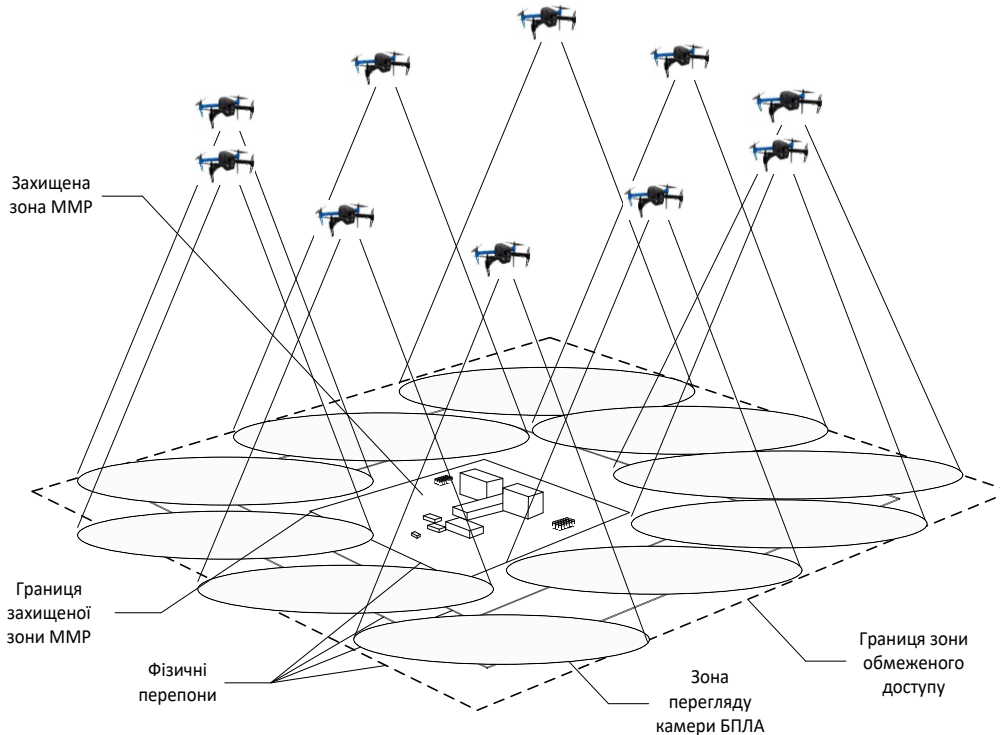 Захищена
зона ММР
Границя
захищеної
зони ММР
Фізичні
перепони
Зона
перегляду
камери БПЛА
Границя зони
обмеженого
доступу